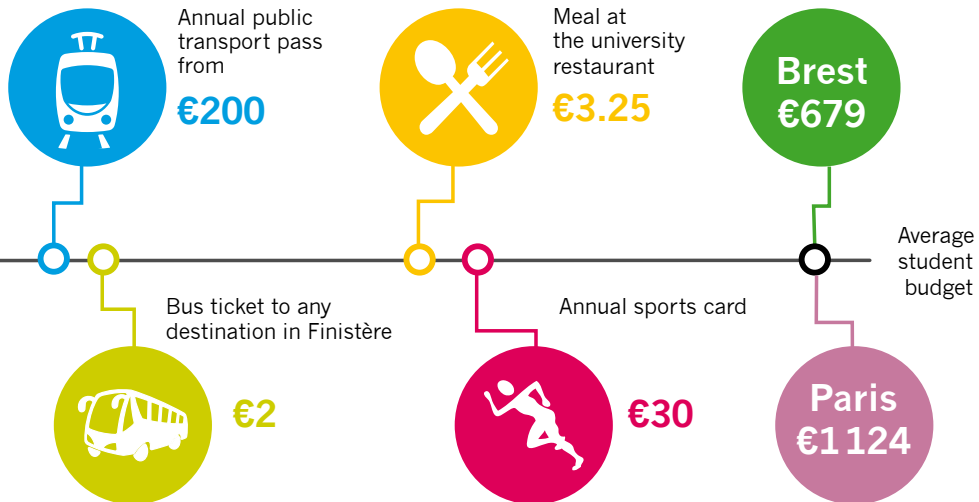 Annual public
transport pass
from
€200
Meal at
the university
restaurant
€3.25
Brest
€679
Average
student
budget
Bus ticket to any
destination in Finistère
€2
Annual sports card
€30
Paris
€1 124